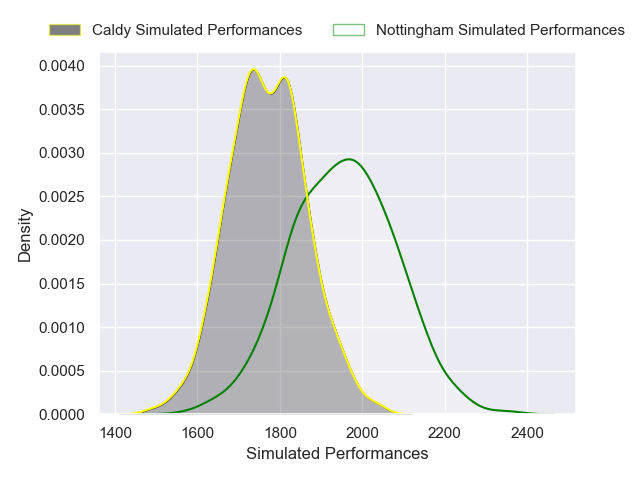 Caldy Simulated Performances Nottingham Simulated Performances
0.0040
0.0035
0.0030
0.0025
0.0020
0.0015
0.0010
0.0005
0.0000
Density
1400 1600 1800 2000 2200 2400
Simulated Performances